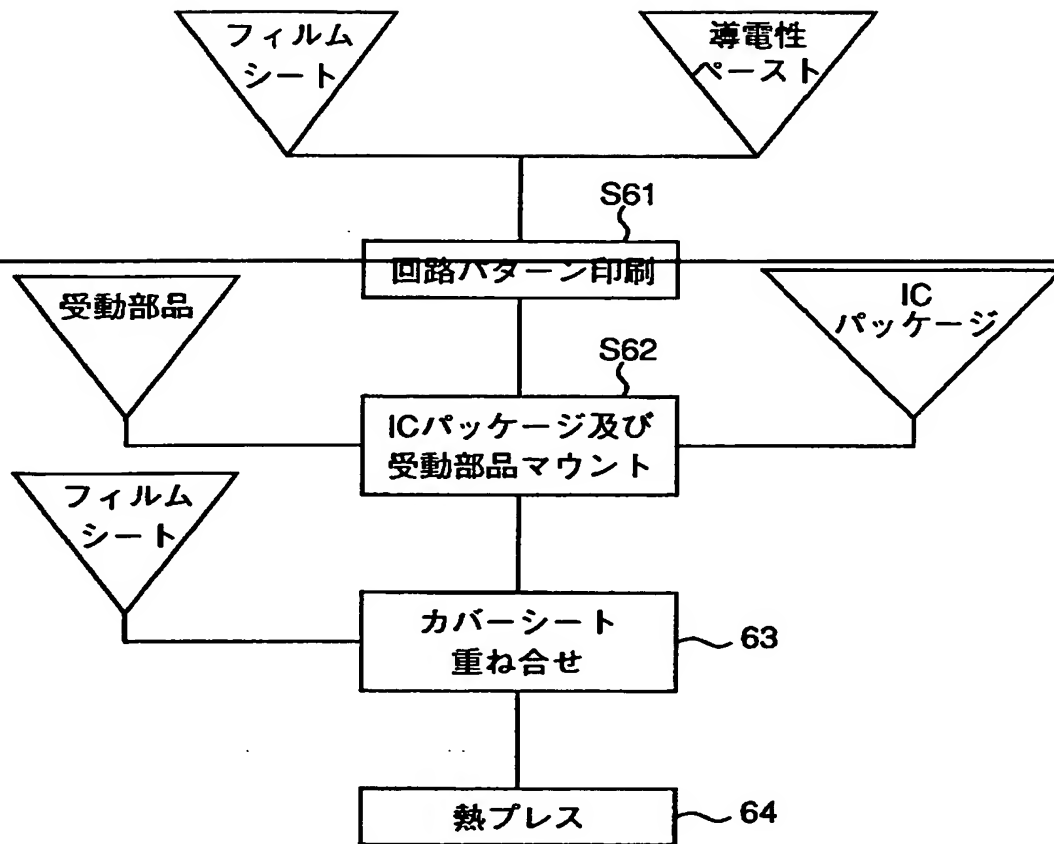 フィルム
シート
導電性
ペースト
S61
回路パターン印刷
受動部品
IC
パッケージ
S62
ICパッケージ及び
受動部品マウント
フィルム
シート
カバーシート
重ね合せ
63
熱プレス
64